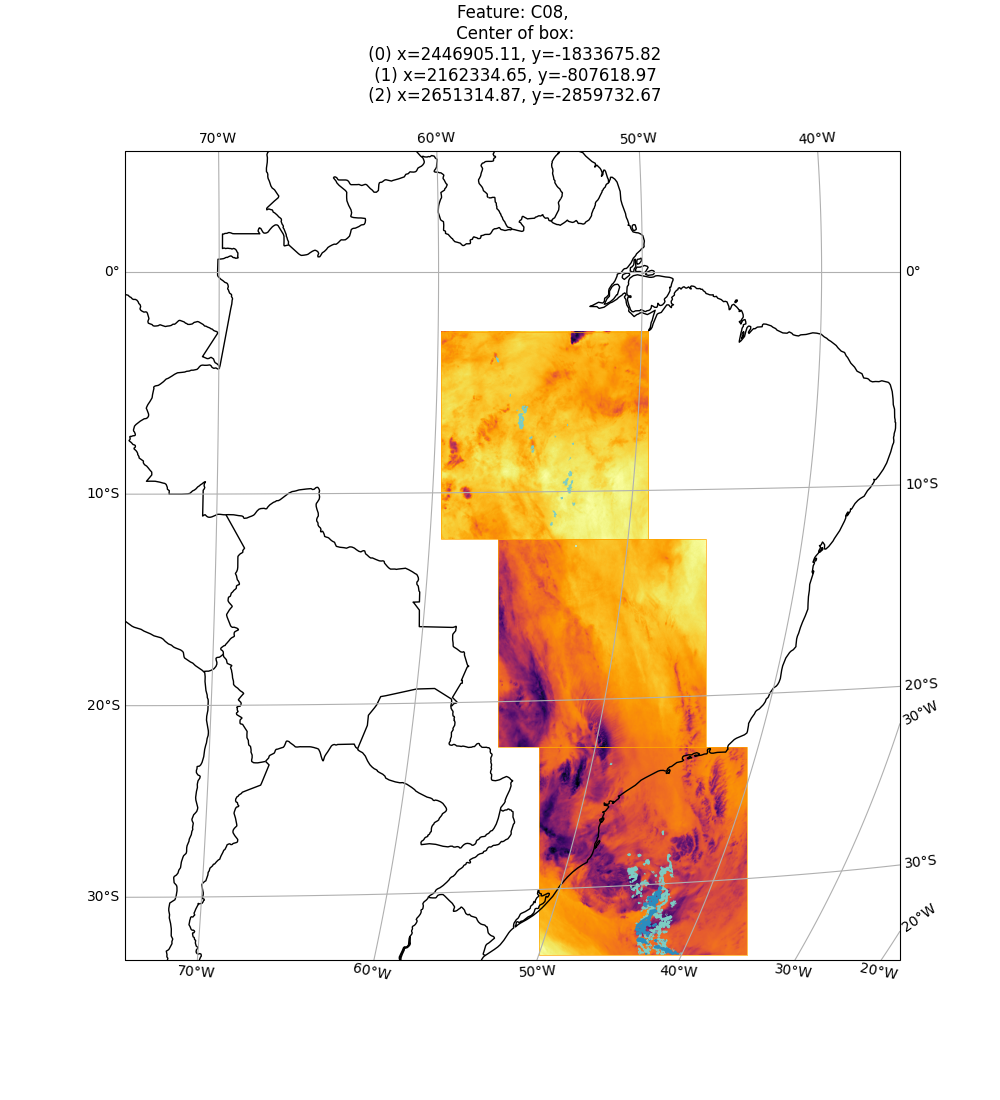 Feature: C08,
Center of box:
(0) x=2446905.11, y=-1833675.82
(1) x=2162334.65, y=-807618.97
(2) x=2651314.87, y=-2859732.67
70°W 60°W 50°W 40°W
0° 0°
10°S 10°S
20°S 20°S
30°W
30°S 30°S
20°W
70°W 60°W 50°W 40°W 30°W 20°W